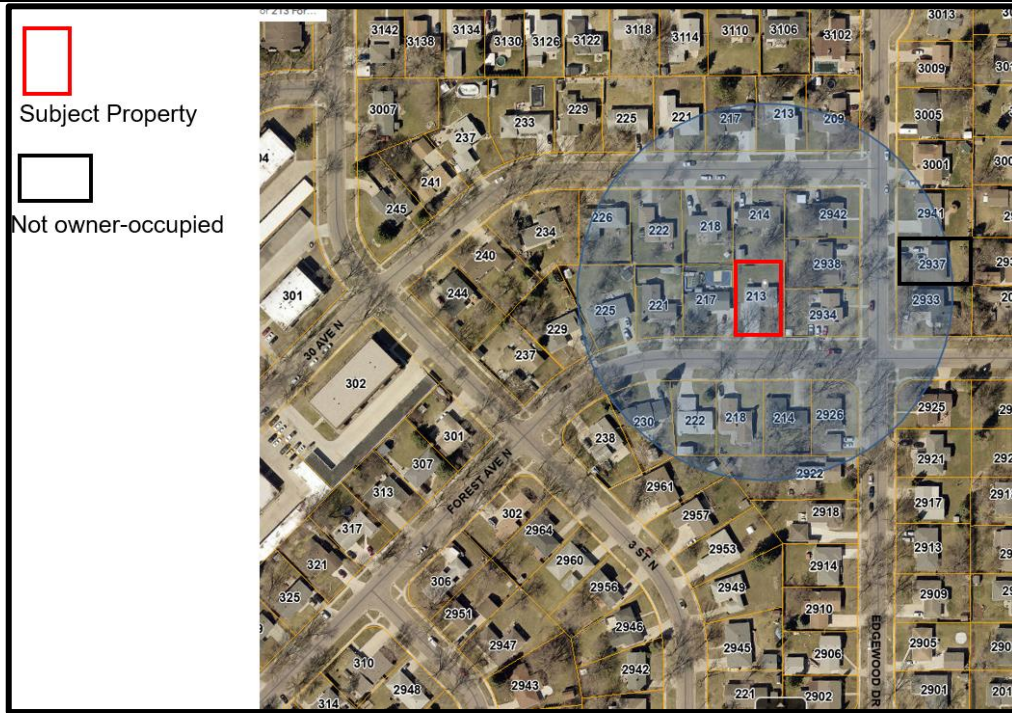 or 213 For...
Subject Property
Not owner-occupied
3142 3138 3134 3130 3126 3122 3118 3114 3110 3106 3102 3013
3009
3007 237 233 229 225 221 217 213 209 3005
241 3001
245
226 222 218 214 2942 2941
240 234
2938 2937
301 244 225 221 217 213 2934 2933
30 AVE N
229
237
302
230 222 218 214 2926 2925
301 238
307 2921
FOREST AVE N
313 2961 2922
302 2957 2918 2917
317 2964
3 ST N
321 2960 2953 2914 2913
306 2956 2949
325 2951 2946 2910 2909
EDGEWOOD DR
310 2947 2945 2906 2905
2942
314 2948 2943 221 2902 2901